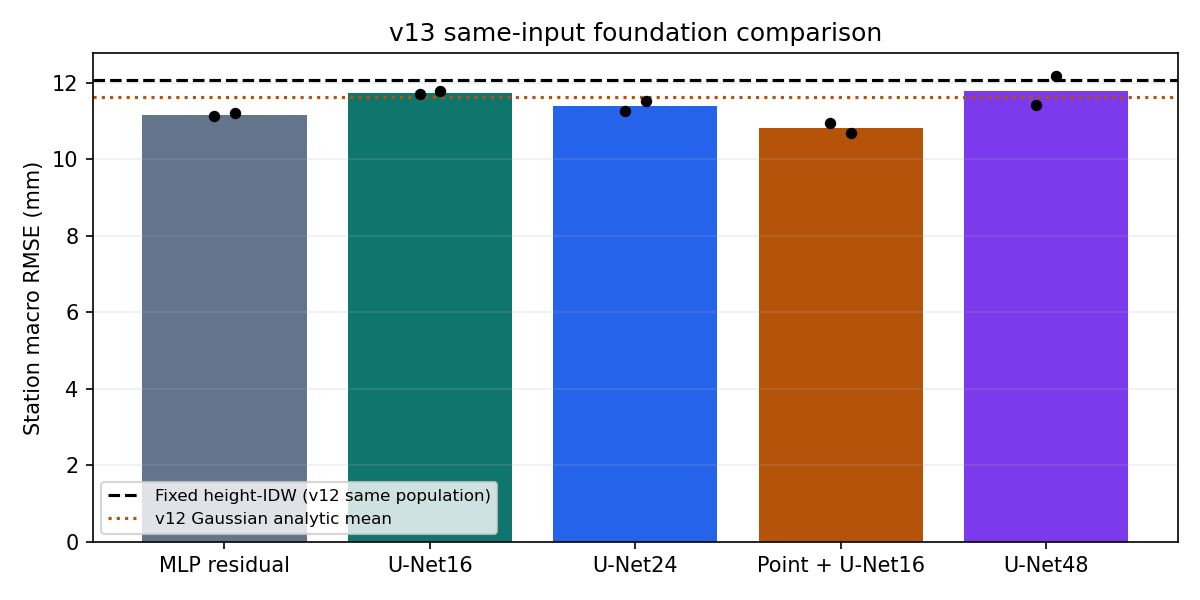 v13 same-input foundation comparison
Station macro RMSE (mm)
12
10
8
6
4
2
0
Fixed height-IDW (v12 same population)
v12 Gaussian analytic mean
MLP residual
U-Net16
U-Net24
Point + U-Net16
U-Net48